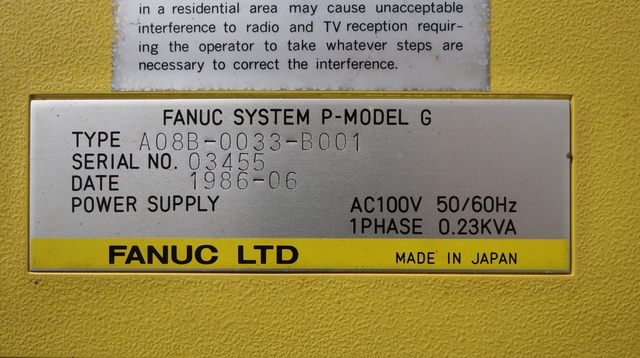 in a residential area may cause unacceptable
interference to radio and TV reception requir-
ing the operator to take whatever steps are
necessary to correct the interference.
FANUC SYSTEM P-MODEL G
TYPE A08B-0033-B001
SERIAL NO. 03455
DATE 1986-06
POWER SUPPLY AC100V 50/60Hz
1PHASE 0.23KVA
FANUC LTD MADE IN JAPAN